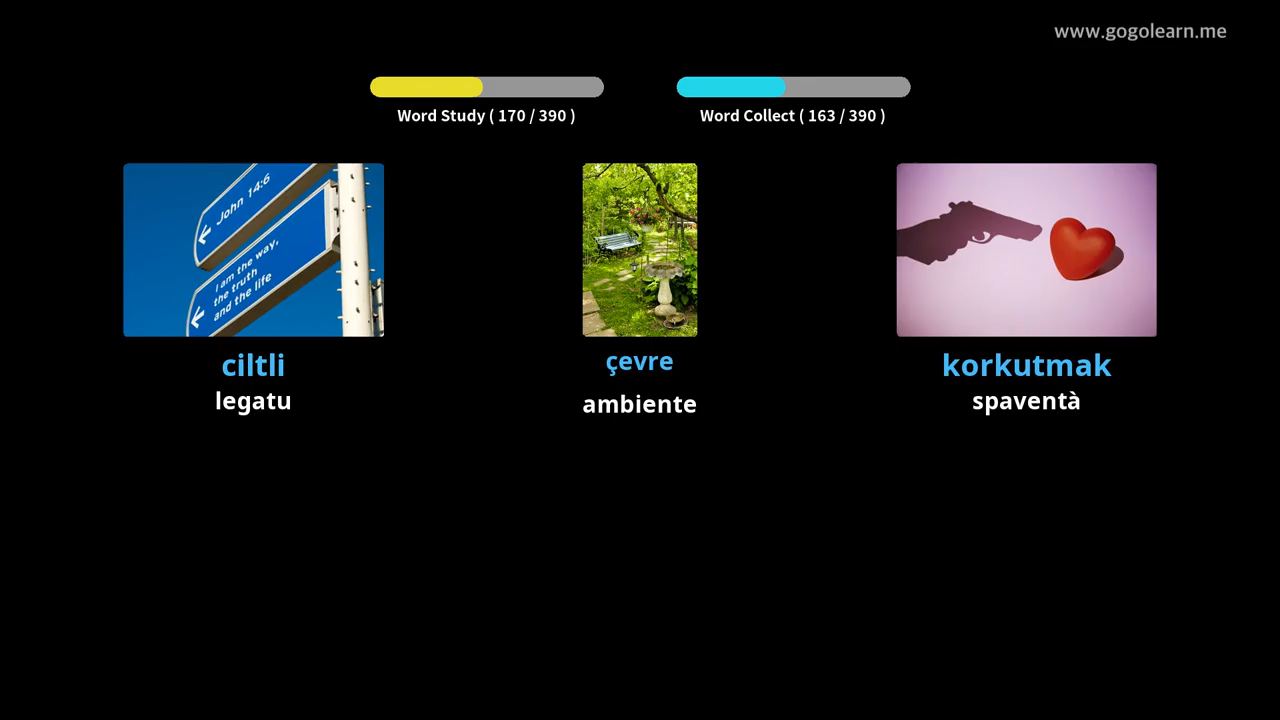 www.gogolearn.me
Word Study ( 170 / 390 )
Word Collect ( 163 / 390 )
John 14:6
I am the way,
the truth
and the life
ciltli
legatu
çevre
ambiente
korkutmak
spaventà